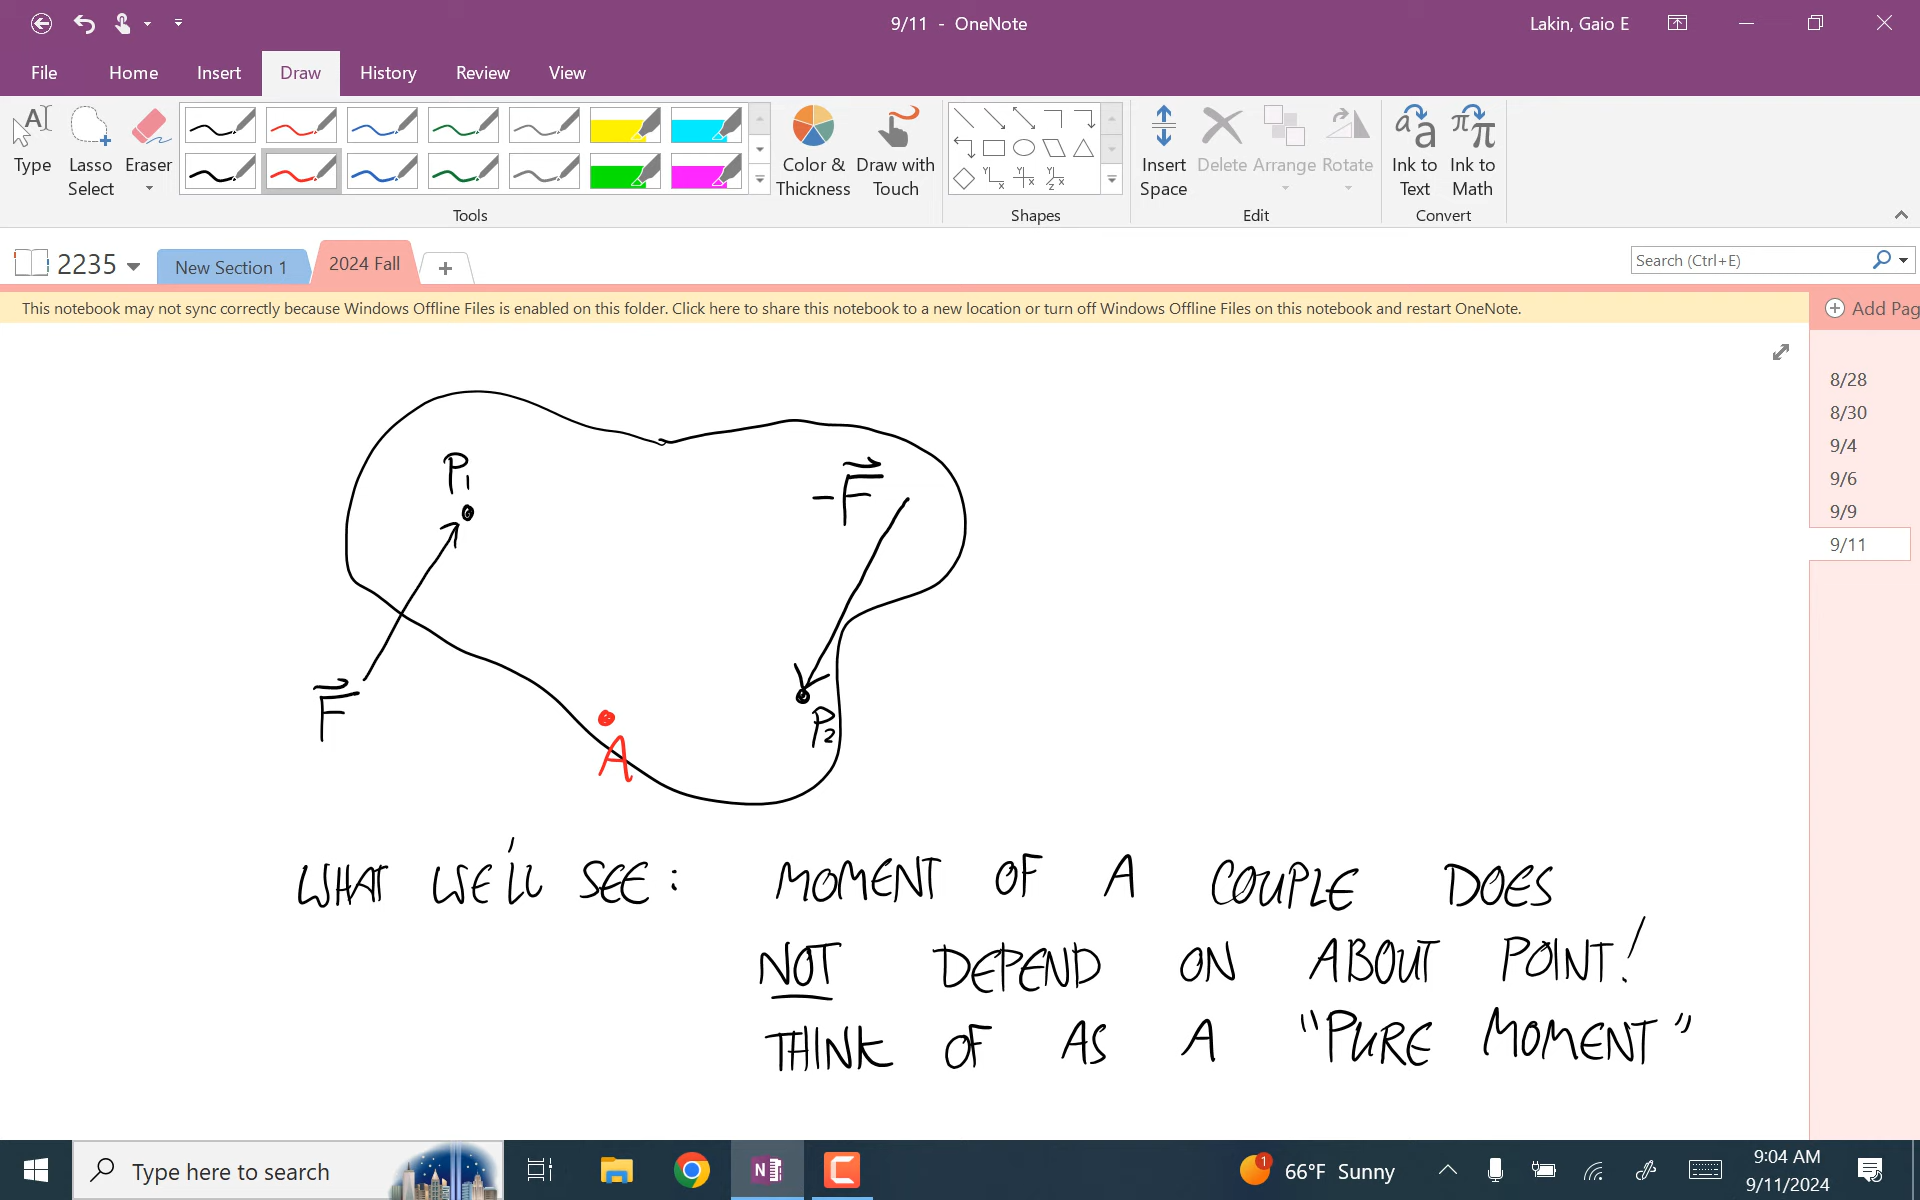 9/11 - OneNote
Lakin, Gaio E
File Home Insert Draw History Review View
Type
Lasso Select
Eraser
Color & Thickness
Draw with Touch
Insert Space
Delete
Arrange
Rotate
Ink to Text
Ink to Math
Tools
Shapes
Edit
Convert
2235
New Section 1
2024 Fall
Search (Ctrl+E)
This notebook may not sync correctly because Windows Offline Files is enabled on this folder. Click here to share this notebook to a new location or turn off Windows Offline Files on this notebook and restart OneNote.
Add Pag
8/28
8/30
9/4
9/6
9/9
9/11
P₁
-F⃗
F⃗
P₂
A
WHAT WE'LL SEE: MOMENT OF A COUPLE DOES
NOT DEPEND ON ABOUT POINT!
THINK OF AS A "PURE MOMENT"
Type here to search
1
66°F Sunny
9:04 AM
9/11/2024